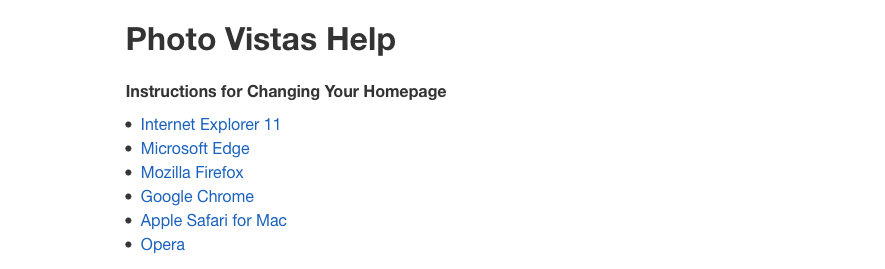 Photo Vistas Help
Instructions for Changing Your Homepage
Internet Explorer 11
Microsoft Edge
Mozilla Firefox
Google Chrome
Apple Safari for Mac
Opera